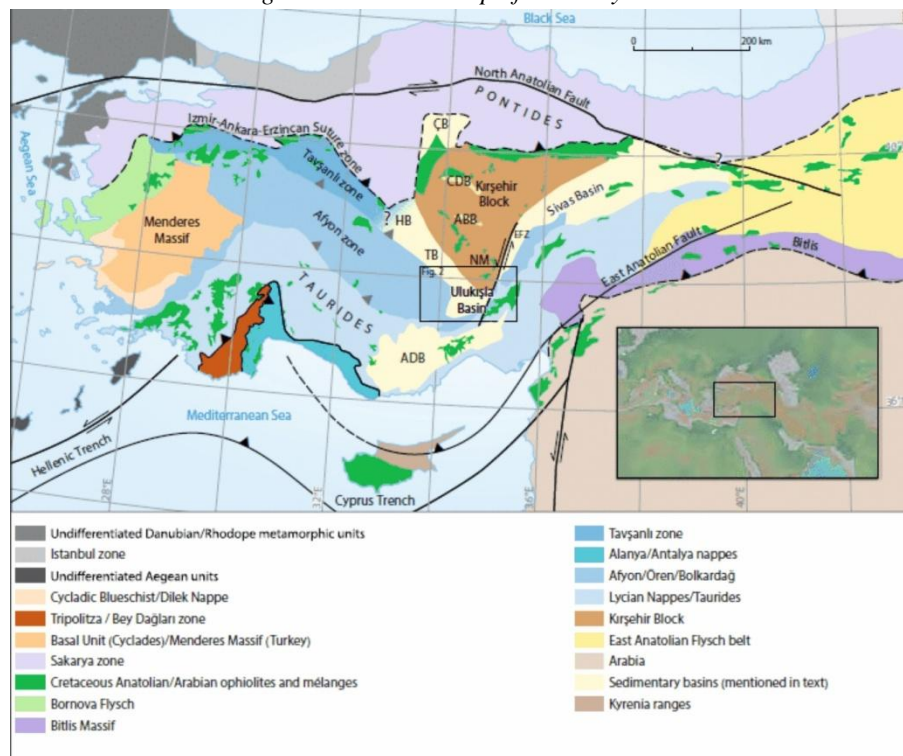 Black Sea
0 200 km
North Anatolian Fault
PONTIDES
Izmir-Ankara-Erzincan Suture zone
ÇB
?
40°
Aegean Sea
Tavşanlı zone
CDB
Kırşehir
Block
Sivas Basin
Menderes
Massif
Afyon zone
?
HB
ABB
EFZ
East Anatolian Fault
Bitlis
TB
NM
Fig. 2
Ulukışla
Basin
TAURIDES
ADB
Mediterranean Sea
36°
Hellenic Trench
Cyprus Trench
28°E
32°E
36°E
40°E
Undifferentiated Danubian/Rhodope metamorphic units
Istanbul zone
Undifferentiated Aegean units
Cycladic Blueschist/Dilek Nappe
Tripolitza / Bey Dağları zone
Basal Unit (Cyclades)/Menderes Massif (Turkey)
Sakarya zone
Cretaceous Anatolian/Arabian ophiolites and mélanges
Bornova Flysch
Bitlis Massif
Tavşanlı zone
Alanya/Antalya nappes
Afyon/Ören/Bolkardağ
Lycian Nappes/Taurides
Kırşehir Block
East Anatolian Flysch belt
Arabia
Sedimentary basins (mentioned in text)
Kyrenia ranges